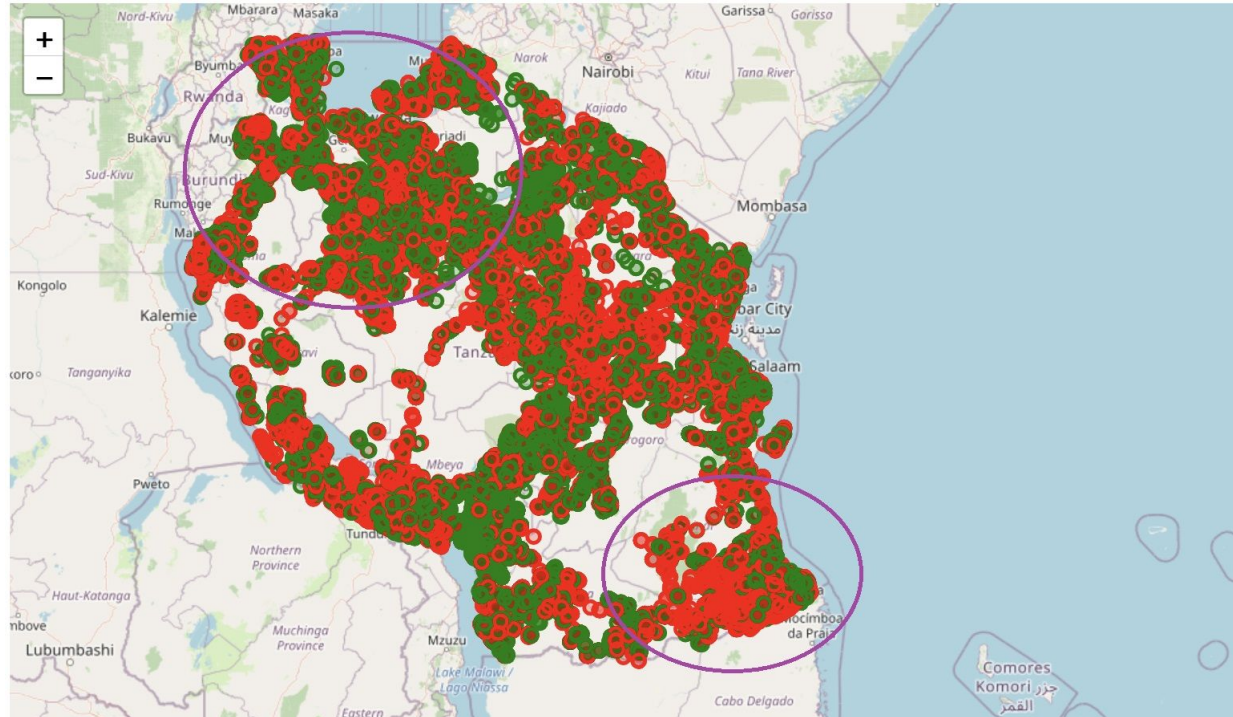 Nord-Kivu
Mbarara
Masaka
Garissa
Garissa
+
−
Byumba
Narok
Nairobi
Kitui
Tana River
Rwanda
Kajiado
Bukavu
Sud-Kivu
Burundi
Rumonge
Mombasa
Kongolo
Kalemie
bar City
مدينة زنج
Salaam
Tanganyika
Tanz
Mbeya
Pweto
Tundu
Northern
Province
Haut-Katanga
Muchinga
Province
Lubumbashi
Mzuzu
Lake Malawi /
Lago Niassa
Eastern
Mocímboa
da Praia
Cabo Delgado
Comores
Komori جزر
القمر